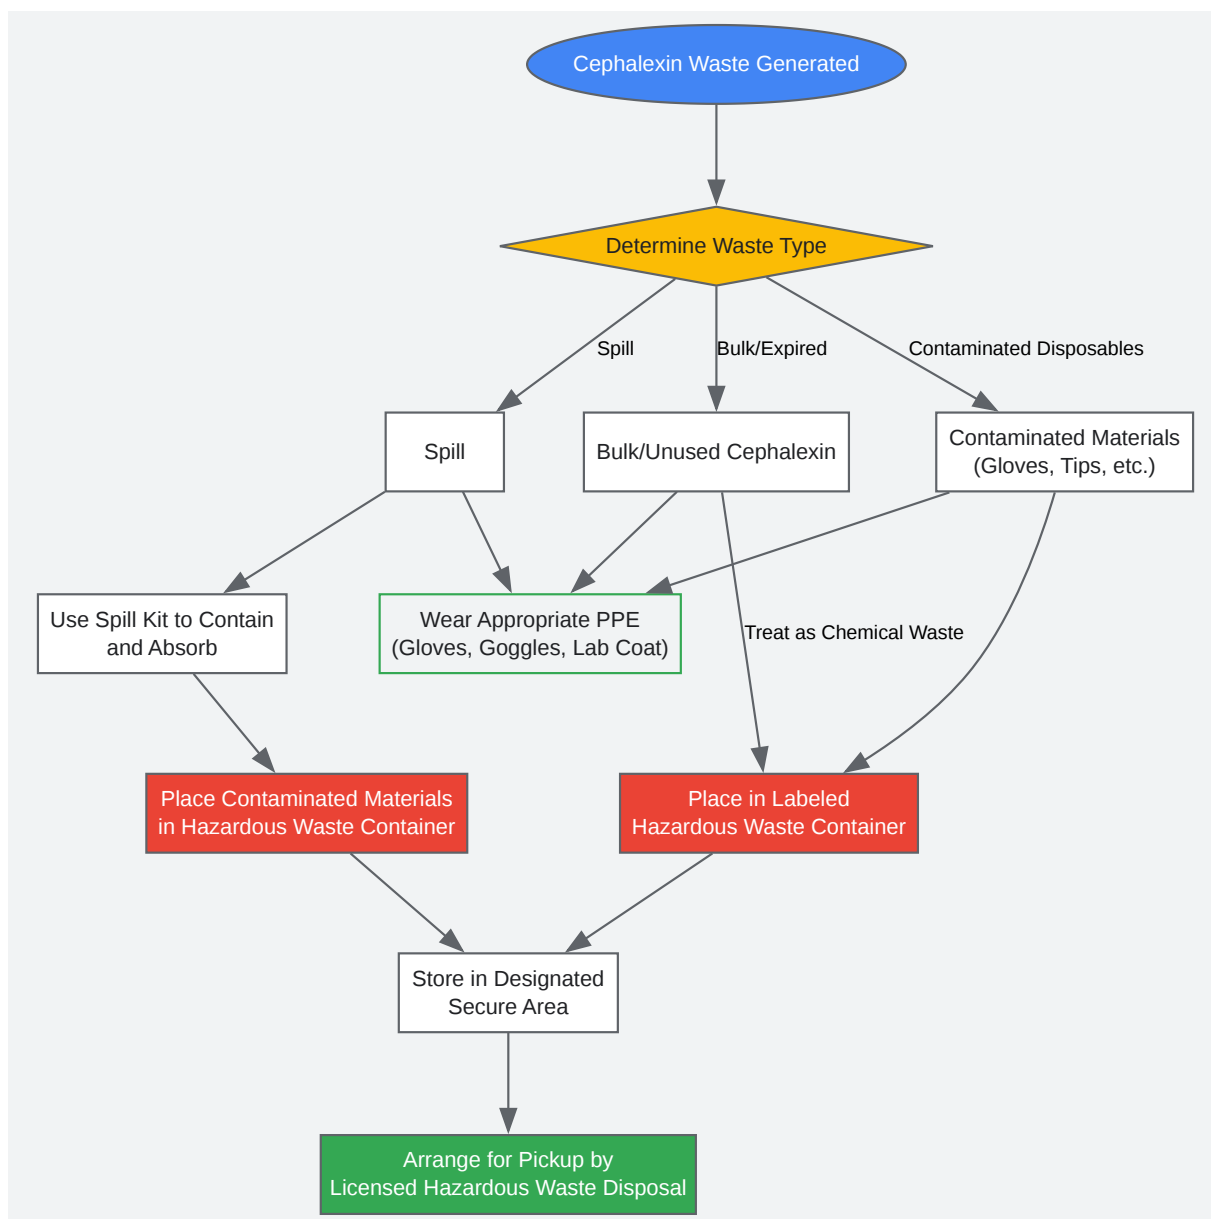 Cephalexin Waste Generated
Determine Waste Type
Spill
Bulk/Expired
Contaminated Disposables
Spill
Bulk/Unused Cephalexin
Contaminated Materials
(Gloves, Tips, etc.)
Use Spill Kit to Contain
and Absorb
Wear Appropriate PPE
(Gloves, Goggles, Lab Coat)
Treat as Chemical Waste
Place Contaminated Materials
in Hazardous Waste Container
Place in Labeled
Hazardous Waste Container
Store in Designated
Secure Area
Arrange for Pickup by
Licensed Hazardous Waste Disposal